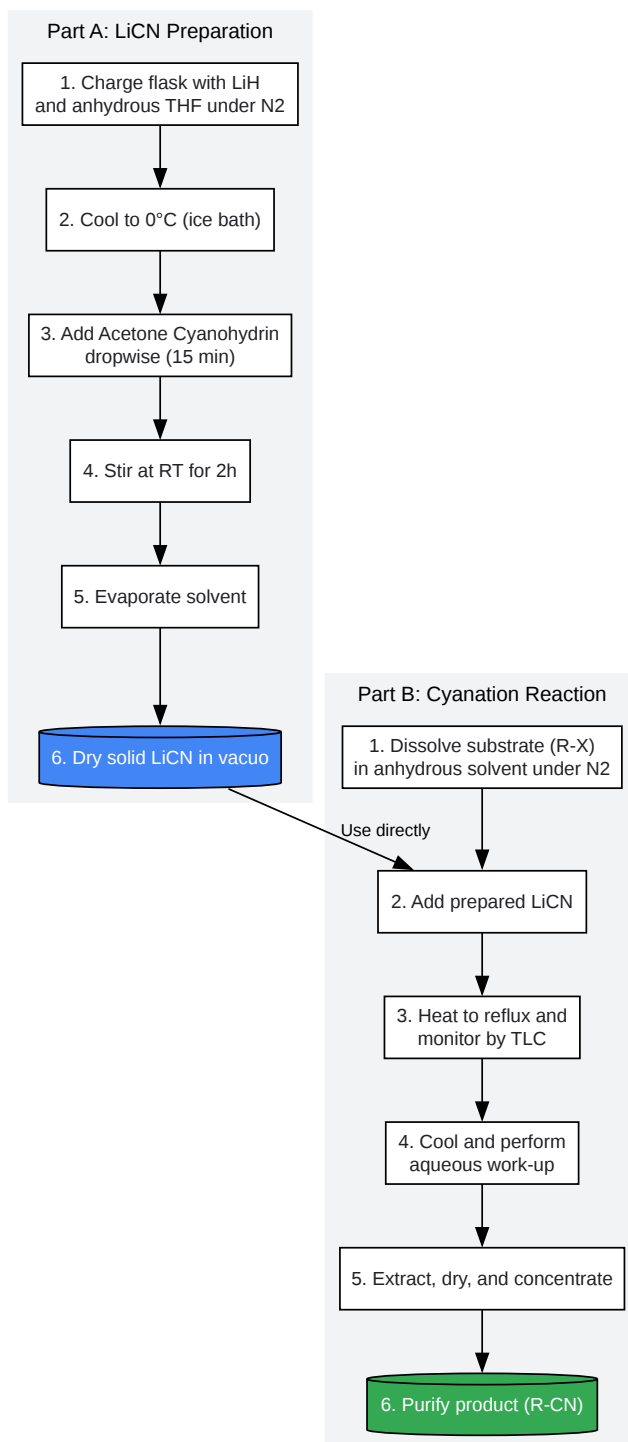 Part A: LiCN Preparation
1. Charge flask with LiH
and anhydrous THF under N2
2. Cool to 0°C (ice bath)
3. Add Acetone Cyanohydrin
dropwise (15 min)
4. Stir at RT for 2h
5. Evaporate solvent
6. Dry solid LiCN in vacuo
Use directly
Part B: Cyanation Reaction
1. Dissolve substrate (R-X)
in anhydrous solvent under N2
2. Add prepared LiCN
3. Heat to reflux and
monitor by TLC
4. Cool and perform
aqueous work-up
5. Extract, dry, and concentrate
6. Purify product (R-CN)